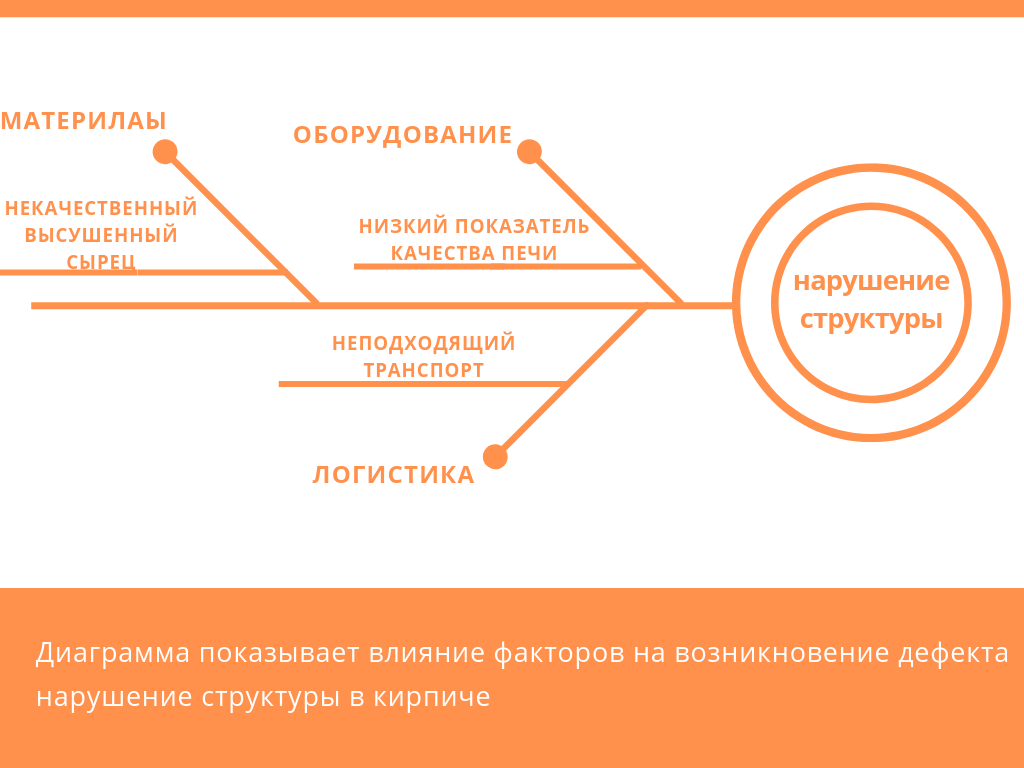 МАТЕРИЛАЫ
ОБОРУДОВАНИЕ
НЕКАЧЕСТВЕННЫЙ
ВЫСУШЕННЫЙ
СЫРЕЦ
НИЗКИЙ ПОКАЗАТЕЛЬ
КАЧЕСТВА ПЕЧИ
нарушение
структуры
НЕПОДХОДЯЩИЙ
ТРАНСПОРТ
ЛОГИСТИКА
Диаграмма показывает влияние факторов на возникновение дефекта
нарушение структуры в кирпиче